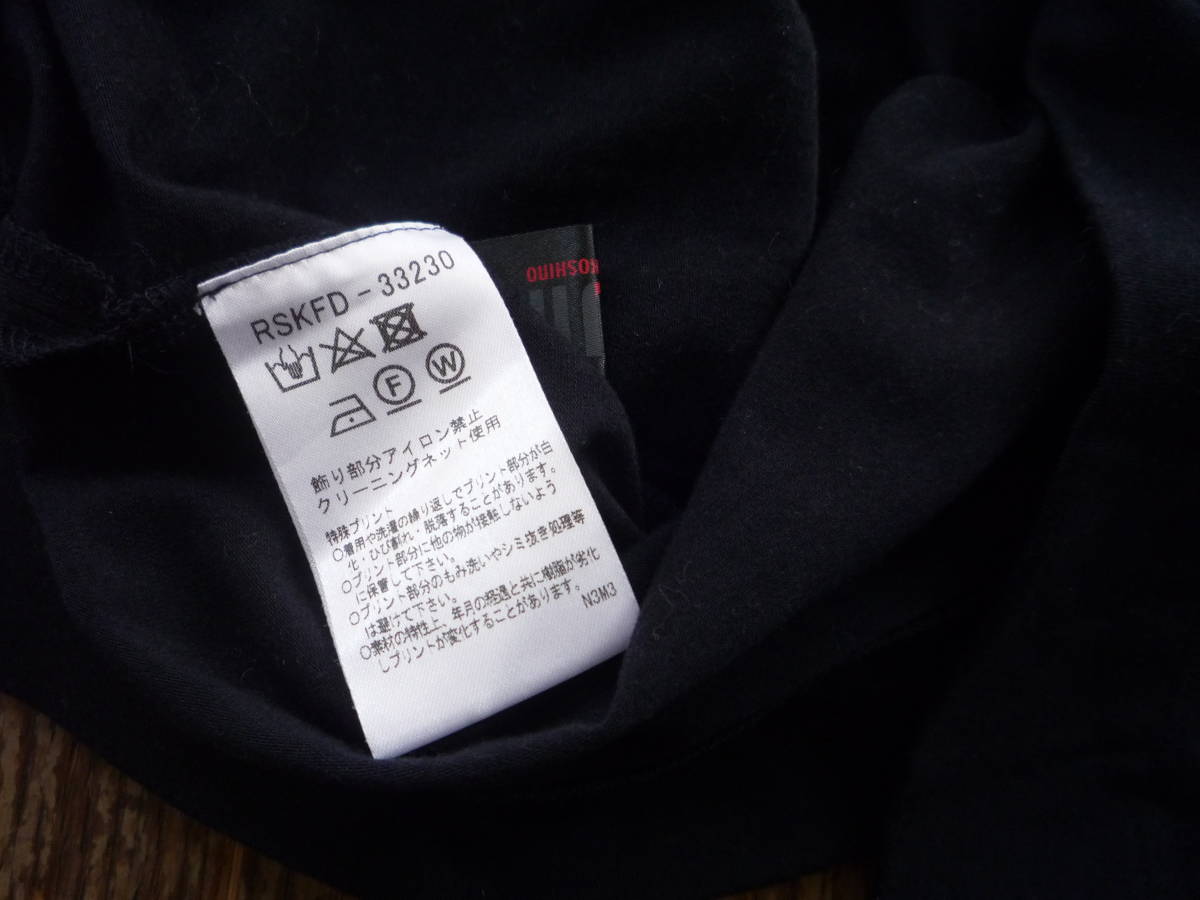 RSKFD-33230
F W
飾り部分アイロン禁止
クリーニングネット使用
特殊プリント
○着用や洗濯の繰り返しでプリント部分が白
化・ひび割れ・脱落することがあります。
○プリント部分に他の物が接触しないよう
に保管して下さい。
○プリント部分のもみ洗いやシミ抜き処理等
は避けて下さい。
○素材の特性上、年月の経過と共に樹脂が劣化
しプリントが変化することがあります。
N3M3
KOSHINO